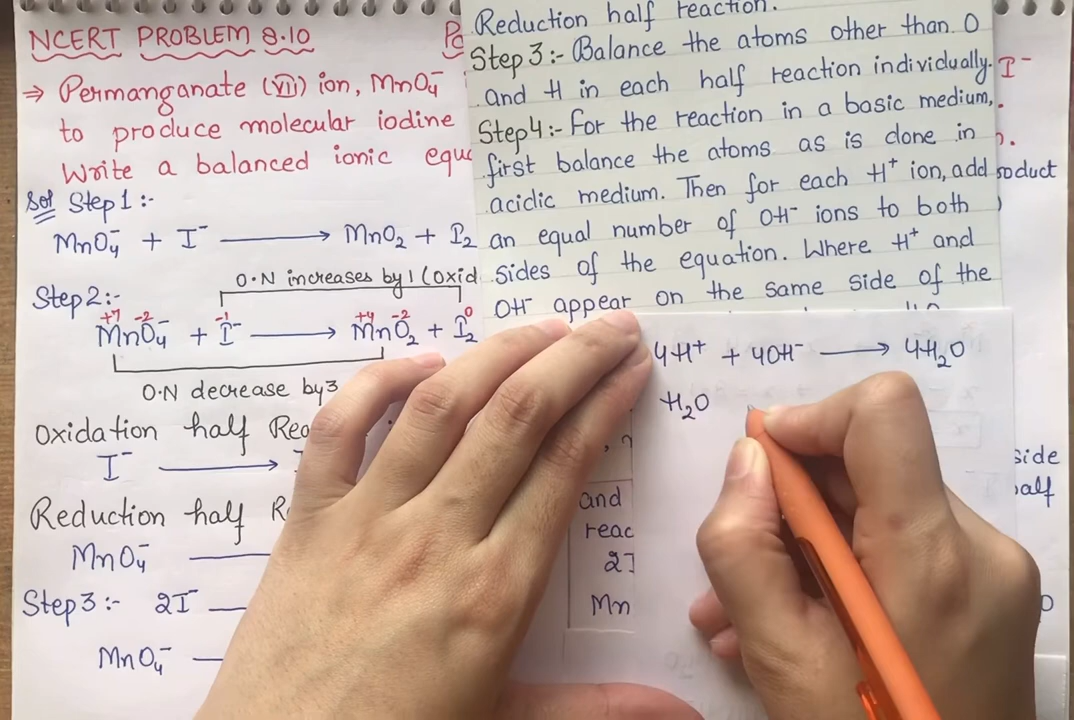 NCERT PROBLEM 8.10
⇒ Permanganate (VII) ion, MnO₄⁻
to produce molecular iodine
Write a balanced ionic equ
I⁻
oduct
Sol Step 1 :-
MnO₄⁻ + I⁻ ⟶ MnO₂ + I₂
O.N increases by 1 (Oxid
Step 2:-
+7 -2 -1 +4 -2 0
MnO₄⁻ + I⁻ ⟶ MnO₂ + I₂
O.N decrease by 3
Oxidation half Rea
I⁻ ⟶
Reduction half R
MnO₄⁻
Step 3 :- 2I⁻
MnO₄⁻
Reduction half reaction.
Step 3 :- Balance the atoms other than O
and H in each half reaction individually.
Step 4 :- For the reaction in a basic medium,
first balance the atoms as is done in
acidic medium. Then for each H⁺ ion, add
an equal number of OH⁻ ions to both
sides of the equation. Where H⁺ and
OH⁻ appear on the same side of the
4H⁺ + 4OH⁻ ⟶ 4H₂O
H₂O
and
reac
Mn
side
alf